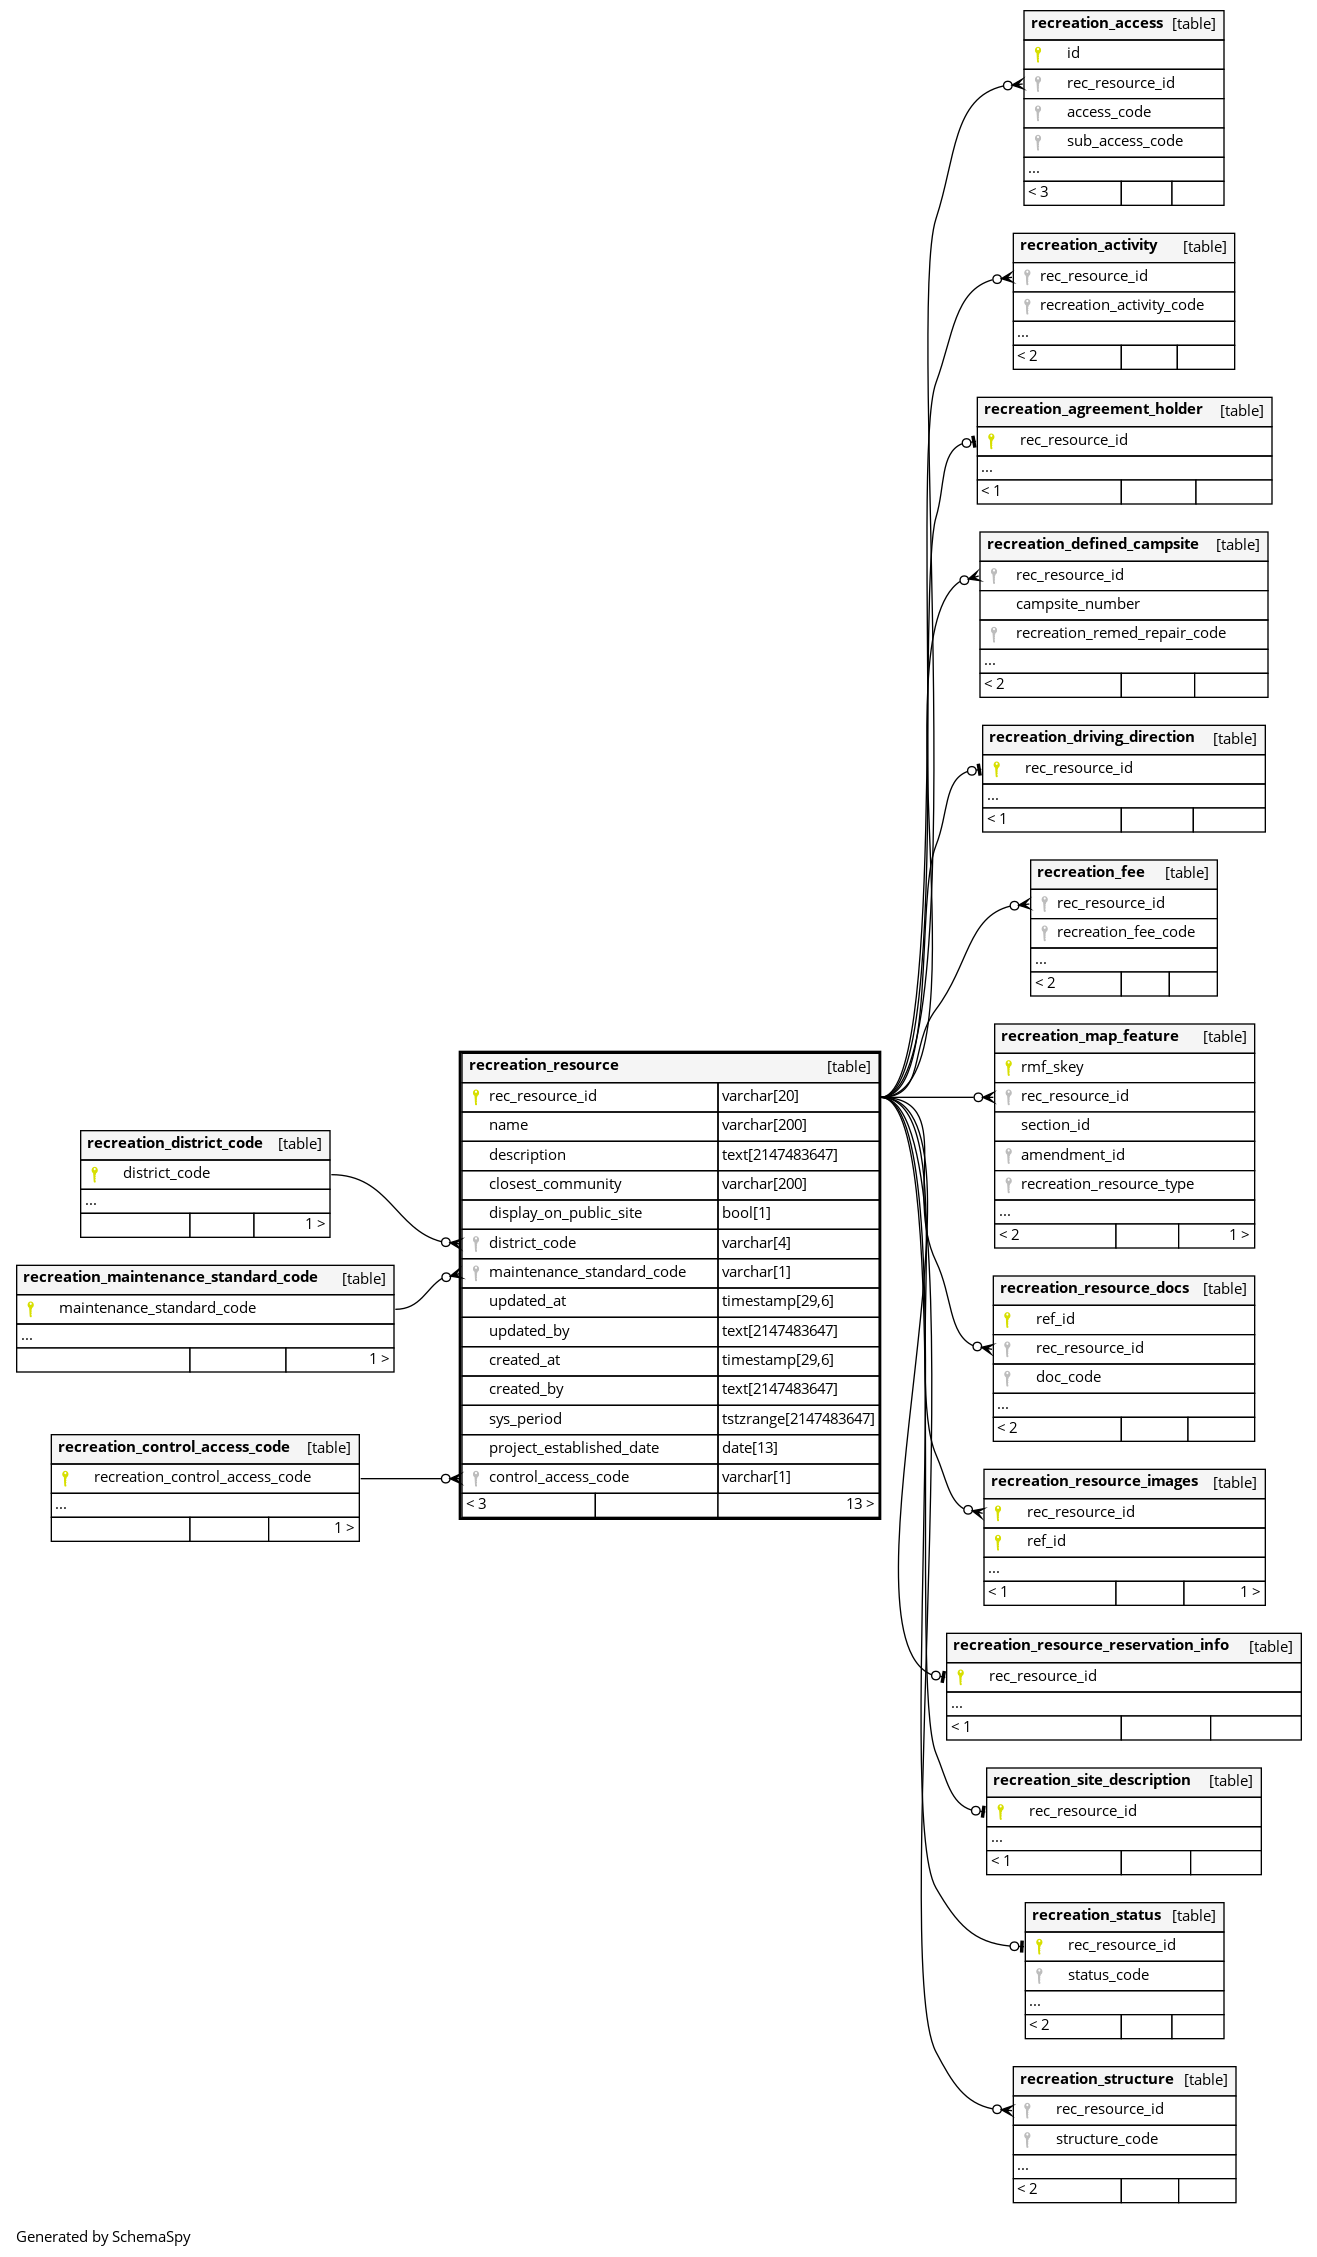 recreation_access [table]
id
rec_resource_id
access_code
sub_access_code
...
< 3
recreation_activity [table]
rec_resource_id
recreation_activity_code
...
< 2
recreation_agreement_holder [table]
rec_resource_id
...
< 1
recreation_defined_campsite [table]
rec_resource_id
campsite_number
recreation_remed_repair_code
...
< 2
recreation_driving_direction [table]
rec_resource_id
...
< 1
recreation_fee [table]
rec_resource_id
recreation_fee_code
...
< 2
recreation_map_feature [table]
rmf_skey
rec_resource_id
section_id
amendment_id
recreation_resource_type
...
< 2 1 >
recreation_resource [table]
rec_resource_id varchar[20]
name varchar[200]
description text[2147483647]
closest_community varchar[200]
display_on_public_site bool[1]
district_code varchar[4]
maintenance_standard_code varchar[1]
updated_at timestamp[29,6]
updated_by text[2147483647]
created_at timestamp[29,6]
created_by text[2147483647]
sys_period tstzrange[2147483647]
project_established_date date[13]
control_access_code varchar[1]
< 3 13 >
recreation_district_code [table]
district_code
...
1 >
recreation_maintenance_standard_code [table]
maintenance_standard_code
...
1 >
recreation_control_access_code [table]
recreation_control_access_code
...
1 >
recreation_resource_docs [table]
ref_id
rec_resource_id
doc_code
...
< 2
recreation_resource_images [table]
rec_resource_id
ref_id
...
< 1 1 >
recreation_resource_reservation_info [table]
rec_resource_id
...
< 1
recreation_site_description [table]
rec_resource_id
...
< 1
recreation_status [table]
rec_resource_id
status_code
...
< 2
recreation_structure [table]
rec_resource_id
structure_code
...
< 2
Generated by SchemaSpy